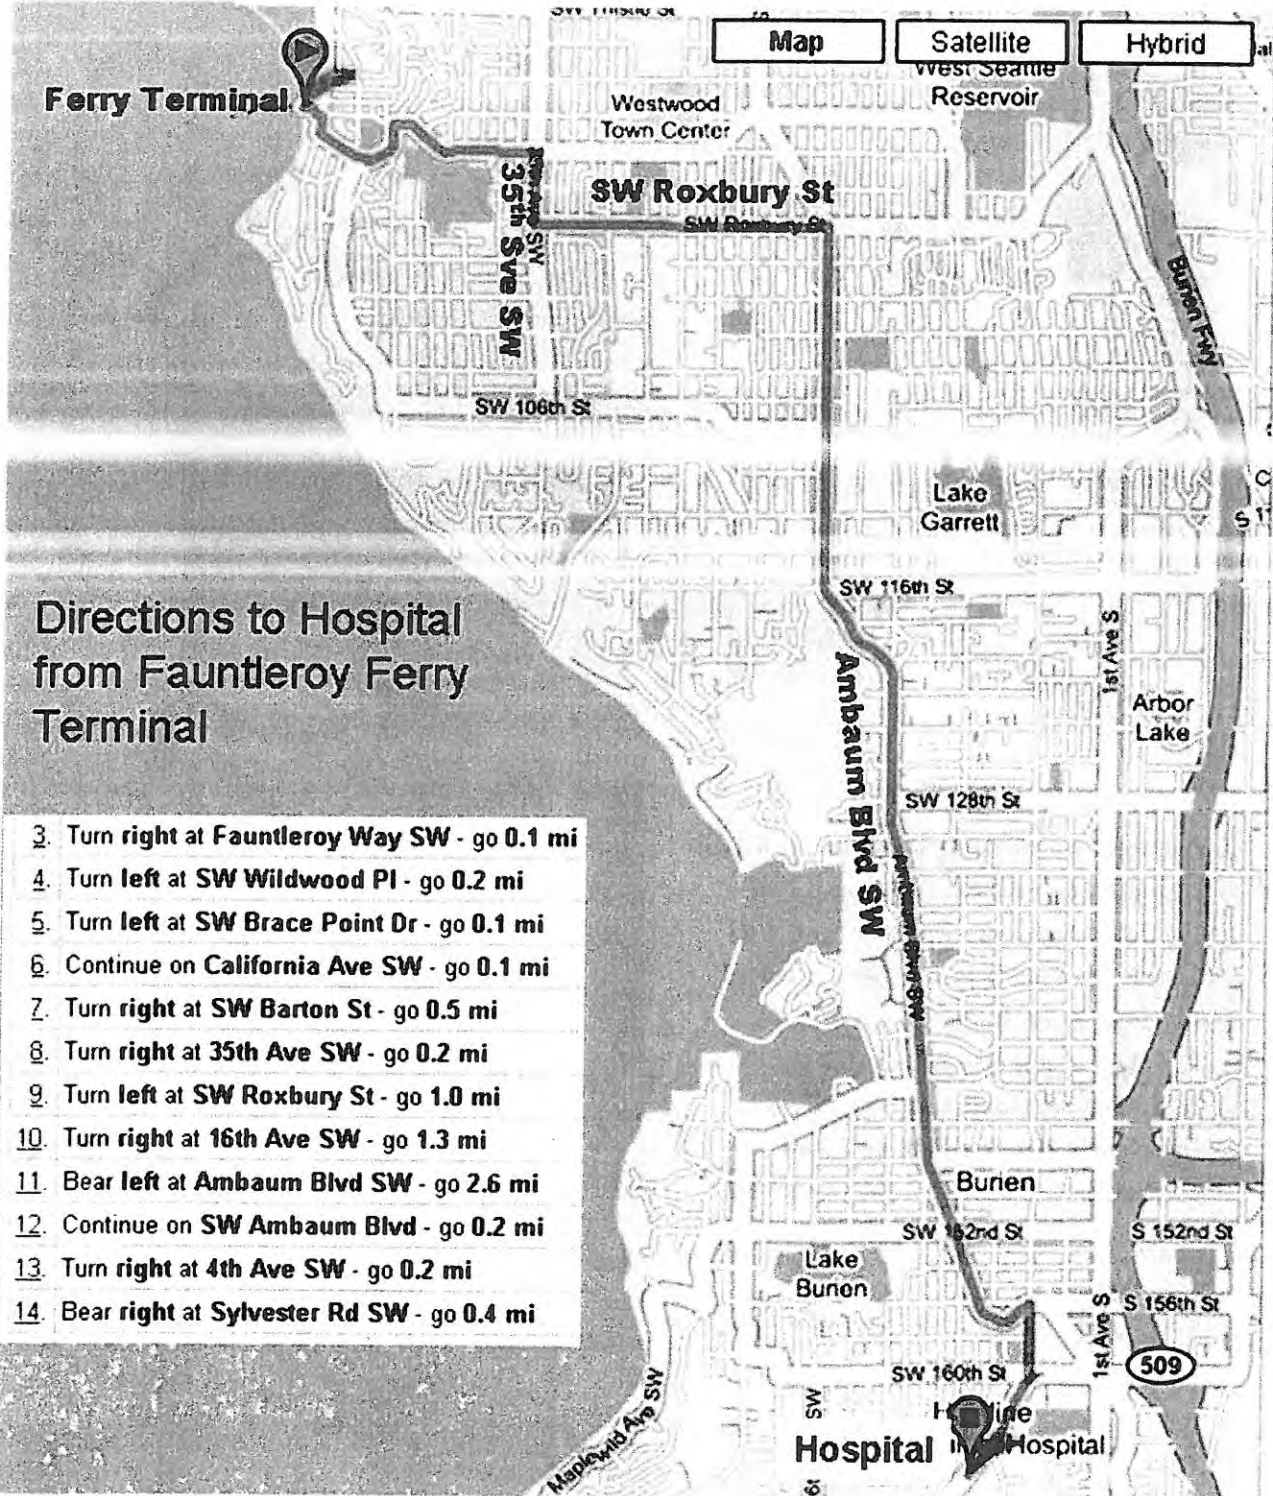 Map
Satellite
Hybrid
West Seattle
Reservoir
Ferry Terminal
Westwood
Town Center
35th Sve SW
SW Roxbury St
SW Roxbury St
Burien Fwy
SW 106th St
Lake
Garrett
SW 116th St
1st Ave S
Directions to Hospital
from Fauntleroy Ferry
Terminal
Ambaum Blvd SW
Arbor
Lake
SW 128th St
Ambaum Blvd SW
3. Turn right at Fauntleroy Way SW - go 0.1 mi
4. Turn left at SW Wildwood Pl - go 0.2 mi
5. Turn left at SW Brace Point Dr - go 0.1 mi
6. Continue on California Ave SW - go 0.1 mi
7. Turn right at SW Barton St - go 0.5 mi
8. Turn right at 35th Ave SW - go 0.2 mi
9. Turn left at SW Roxbury St - go 1.0 mi
10. Turn right at 16th Ave SW - go 1.3 mi
11. Bear left at Ambaum Blvd SW - go 2.6 mi
12. Continue on SW Ambaum Blvd - go 0.2 mi
13. Turn right at 4th Ave SW - go 0.2 mi
14. Bear right at Sylvester Rd SW - go 0.4 mi
Burien
SW 152nd St
S 152nd St
Lake
Burien
S 156th St
1st Ave S
509
SW 160th St
Maplewild Ave SW
SW
Hospital
Hospital